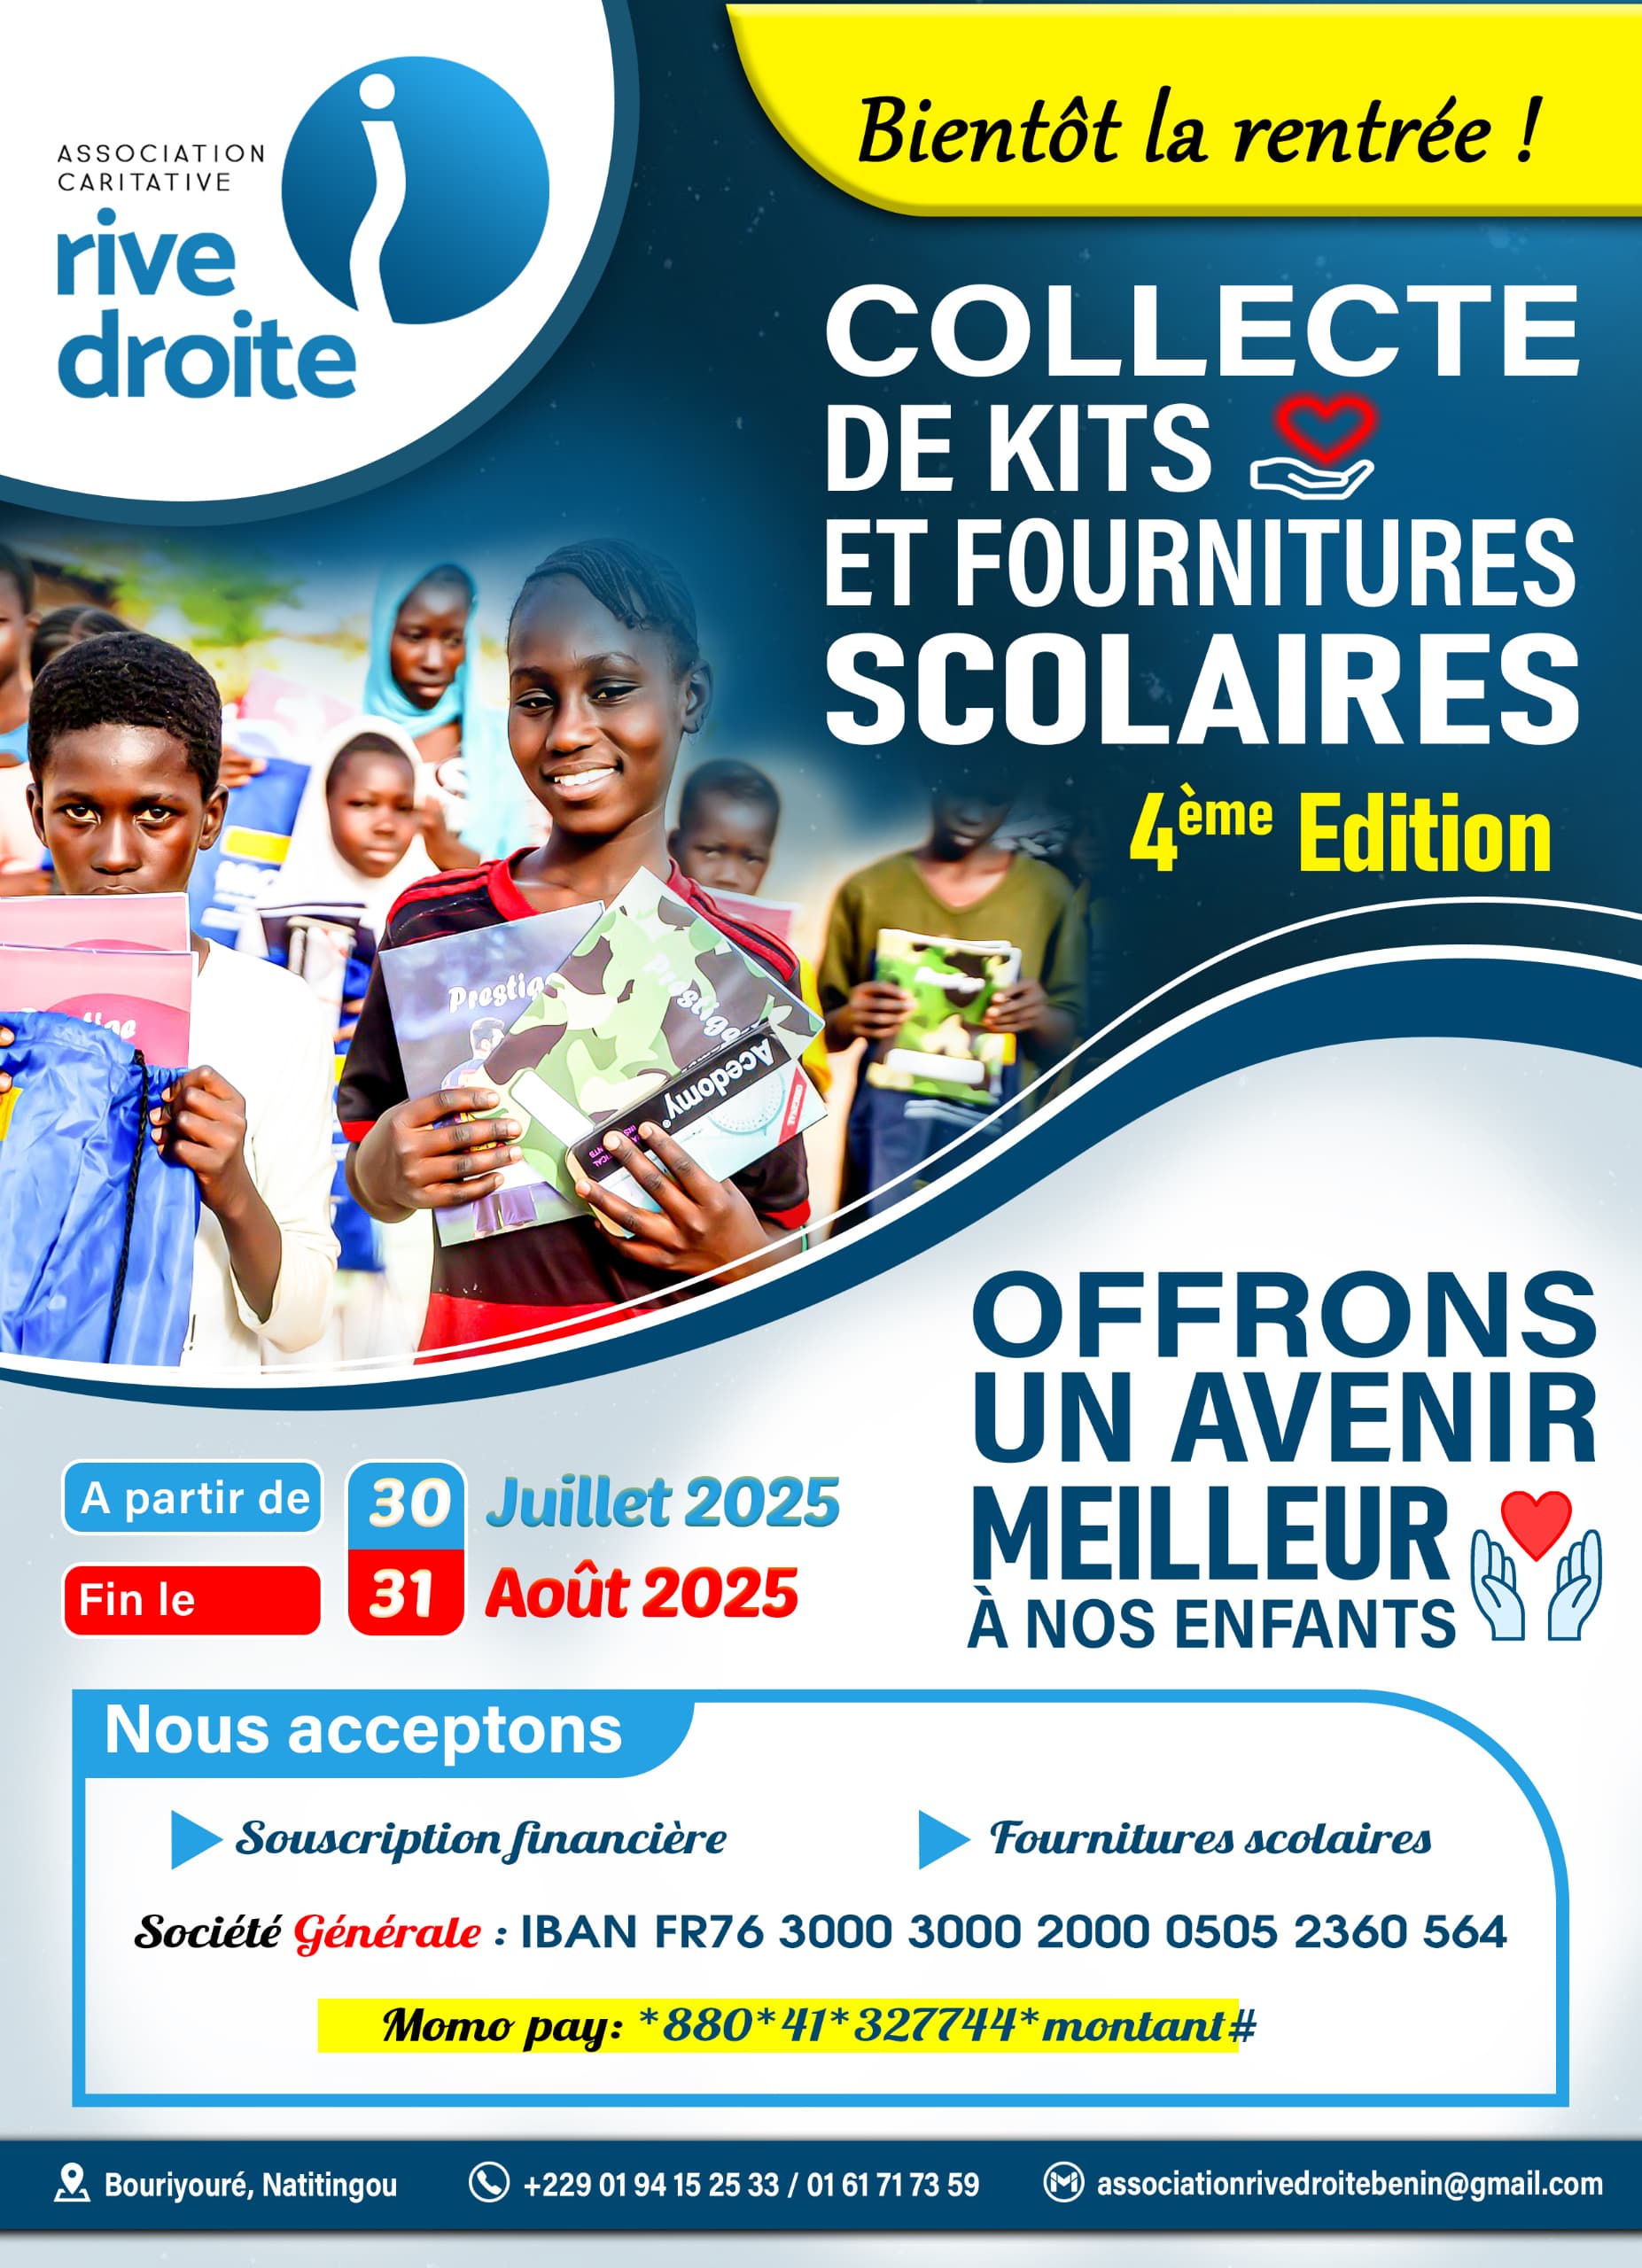 ASSOCIATION
CARITATIVE
rive
droite
Bientôt la rentrée !
COLLECTE
DE KITS
ET FOURNITURES
SCOLAIRES
4ème Edition
Prestige
Acedomy
OFFRONS
UN AVENIR
MEILLEUR
À NOS ENFANTS
A partir de 30 Juillet 2025
Fin le 31 Août 2025
Nous acceptons
Souscription financière
Fournitures scolaires
Société Générale : IBAN FR76 3000 3000 2000 0505 2360 564
Momo pay: *880*41*327744*montant#
Bouriyouré, Natitingou
+229 01 94 15 25 33 / 01 61 71 73 59
associationrivedroitebenin@gmail.com